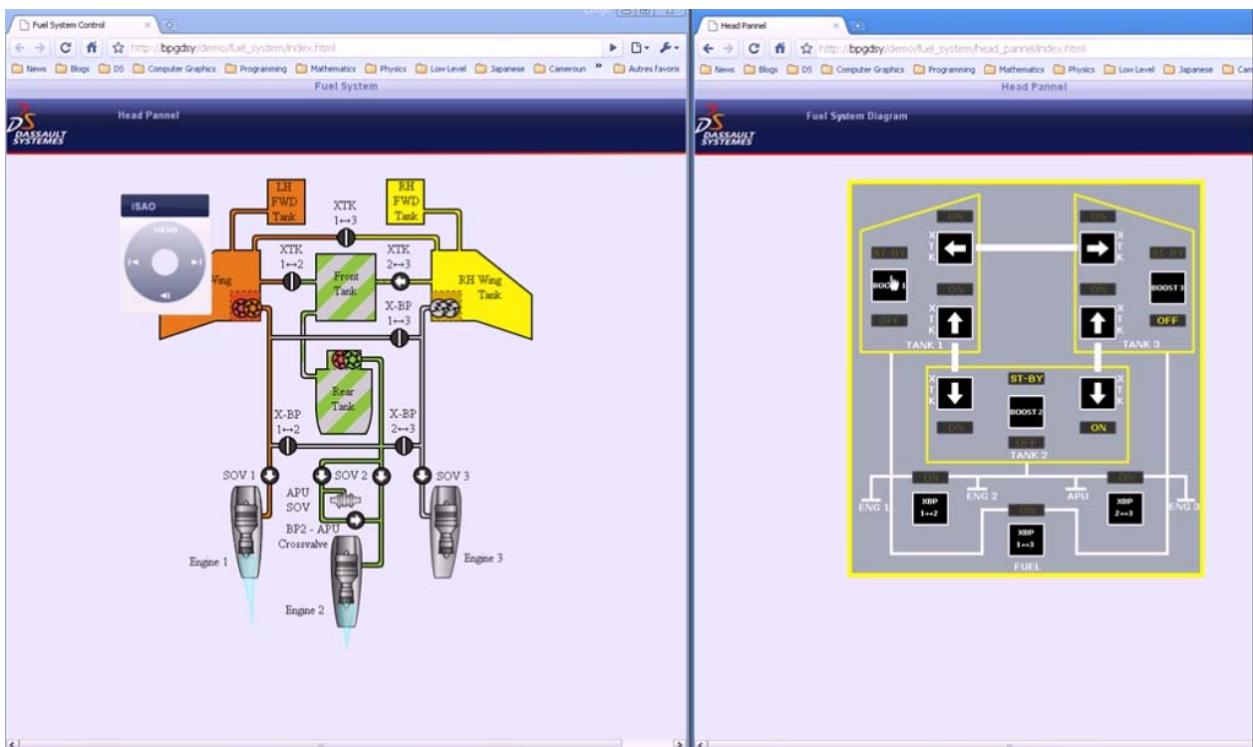 Fuel System Control
http://bpgdsy/demo/fuel_system/index.html
News Blogs DS Computer Graphics Programming Mathematics Physics Low Level Japanese Cameroun » Autres favoris
Fuel System
DASSAULT
SYSTEMES
Head Pannel
iSAO
MENU
LH
FWD
Tank
XTK
1↔3
RH
FWD
Tank
XTK
1↔2
Front
Tank
XTK
2↔3
Wing
RH Wing
Tank
X-BP
1↔3
Rear
Tank
X-BP
1↔2
X-BP
2↔3
SOV 1
SOV 2
SOV 3
APU
SOV
BP2 - APU
Crossvalve
Engine 1
Engine 2
Engine 3
Head Pannel
http://bpgdsy/demo/fuel_system/head_pannel/index.html
News Blogs DS Computer Graphics Programming Mathematics Physics Low Level Japanese Cam
Head Pannel
DASSAULT
SYSTEMES
Fuel System Diagram
ON
ON
XTK
XTK
ST-BY
ST-BY
BOOST 1
BOOST 3
ON
ON
OFF
OFF
XTK
XTK
TANK 1
TANK 3
XTK
ST-BY
XTK
BOOST 2
ON
OFF
ON
TANK 2
ON
ON
ENG 1
ENG 2
APU
ENG 3
XBP
1↔2
XBP
2↔3
ON
XBP
1↔3
FUEL